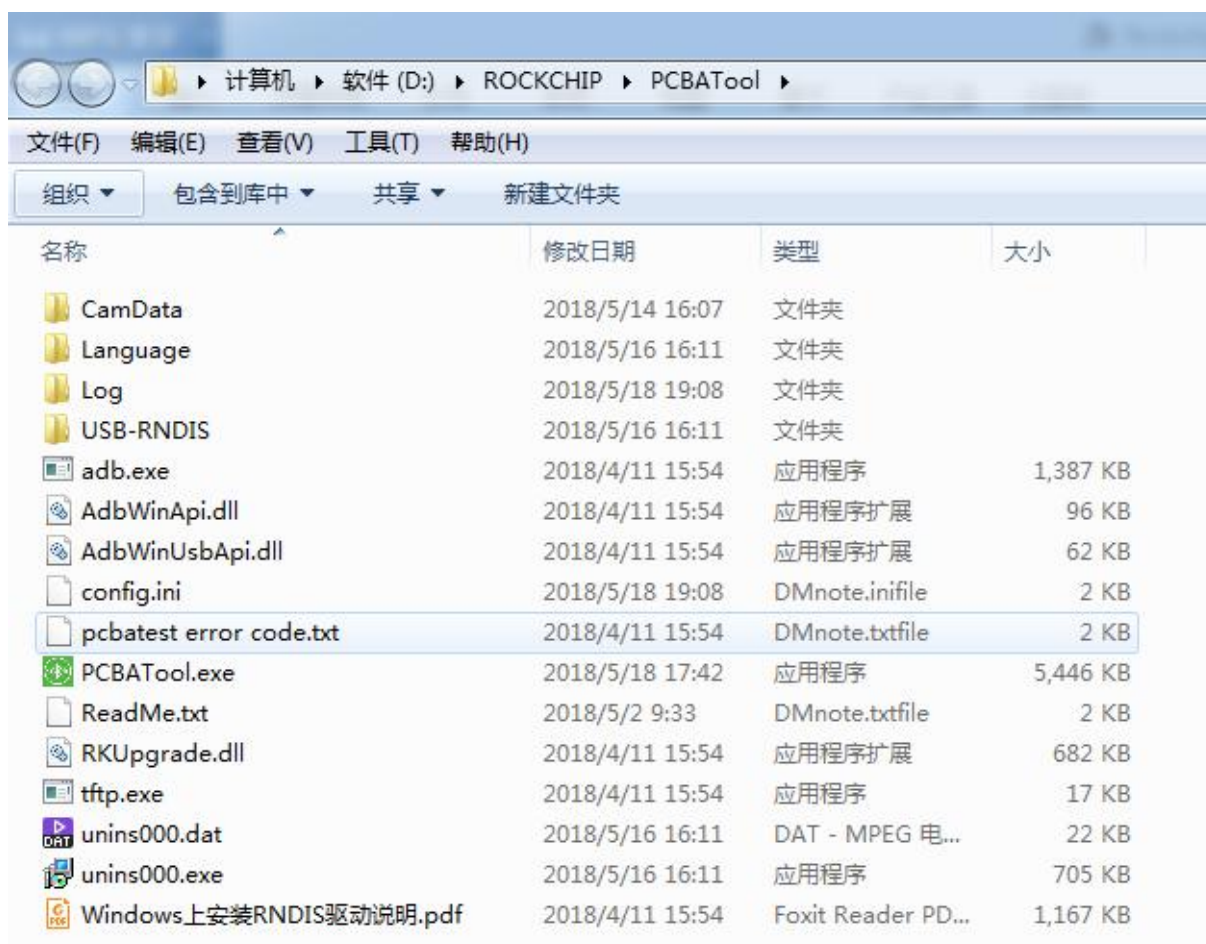 计算机 ▸ 软件 (D:) ▸ ROCKCHIP ▸ PCBATool ▸
文件(F) 编辑(E) 查看(V) 工具(T) 帮助(H)
组织 包含到库中 共享 新建文件夹
名称 修改日期 类型 大小
CamData 2018/5/14 16:07 文件夹
Language 2018/5/16 16:11 文件夹
Log 2018/5/18 19:08 文件夹
USB-RNDIS 2018/5/16 16:11 文件夹
adb.exe 2018/4/11 15:54 应用程序 1,387 KB
AdbWinApi.dll 2018/4/11 15:54 应用程序扩展 96 KB
AdbWinUsbApi.dll 2018/4/11 15:54 应用程序扩展 62 KB
config.ini 2018/5/18 19:08 DMnote.inifile 2 KB
pcbatest error code.txt 2018/4/11 15:54 DMnote.txtfile 2 KB
PCBATool.exe 2018/5/18 17:42 应用程序 5,446 KB
ReadMe.txt 2018/5/2 9:33 DMnote.txtfile 2 KB
RKUpgrade.dll 2018/4/11 15:54 应用程序扩展 682 KB
tftp.exe 2018/4/11 15:54 应用程序 17 KB
unins000.dat 2018/5/16 16:11 DAT - MPEG 电... 22 KB
unins000.exe 2018/5/16 16:11 应用程序 705 KB
Windows上安装RNDIS驱动说明.pdf 2018/4/11 15:54 Foxit Reader PD... 1,167 KB